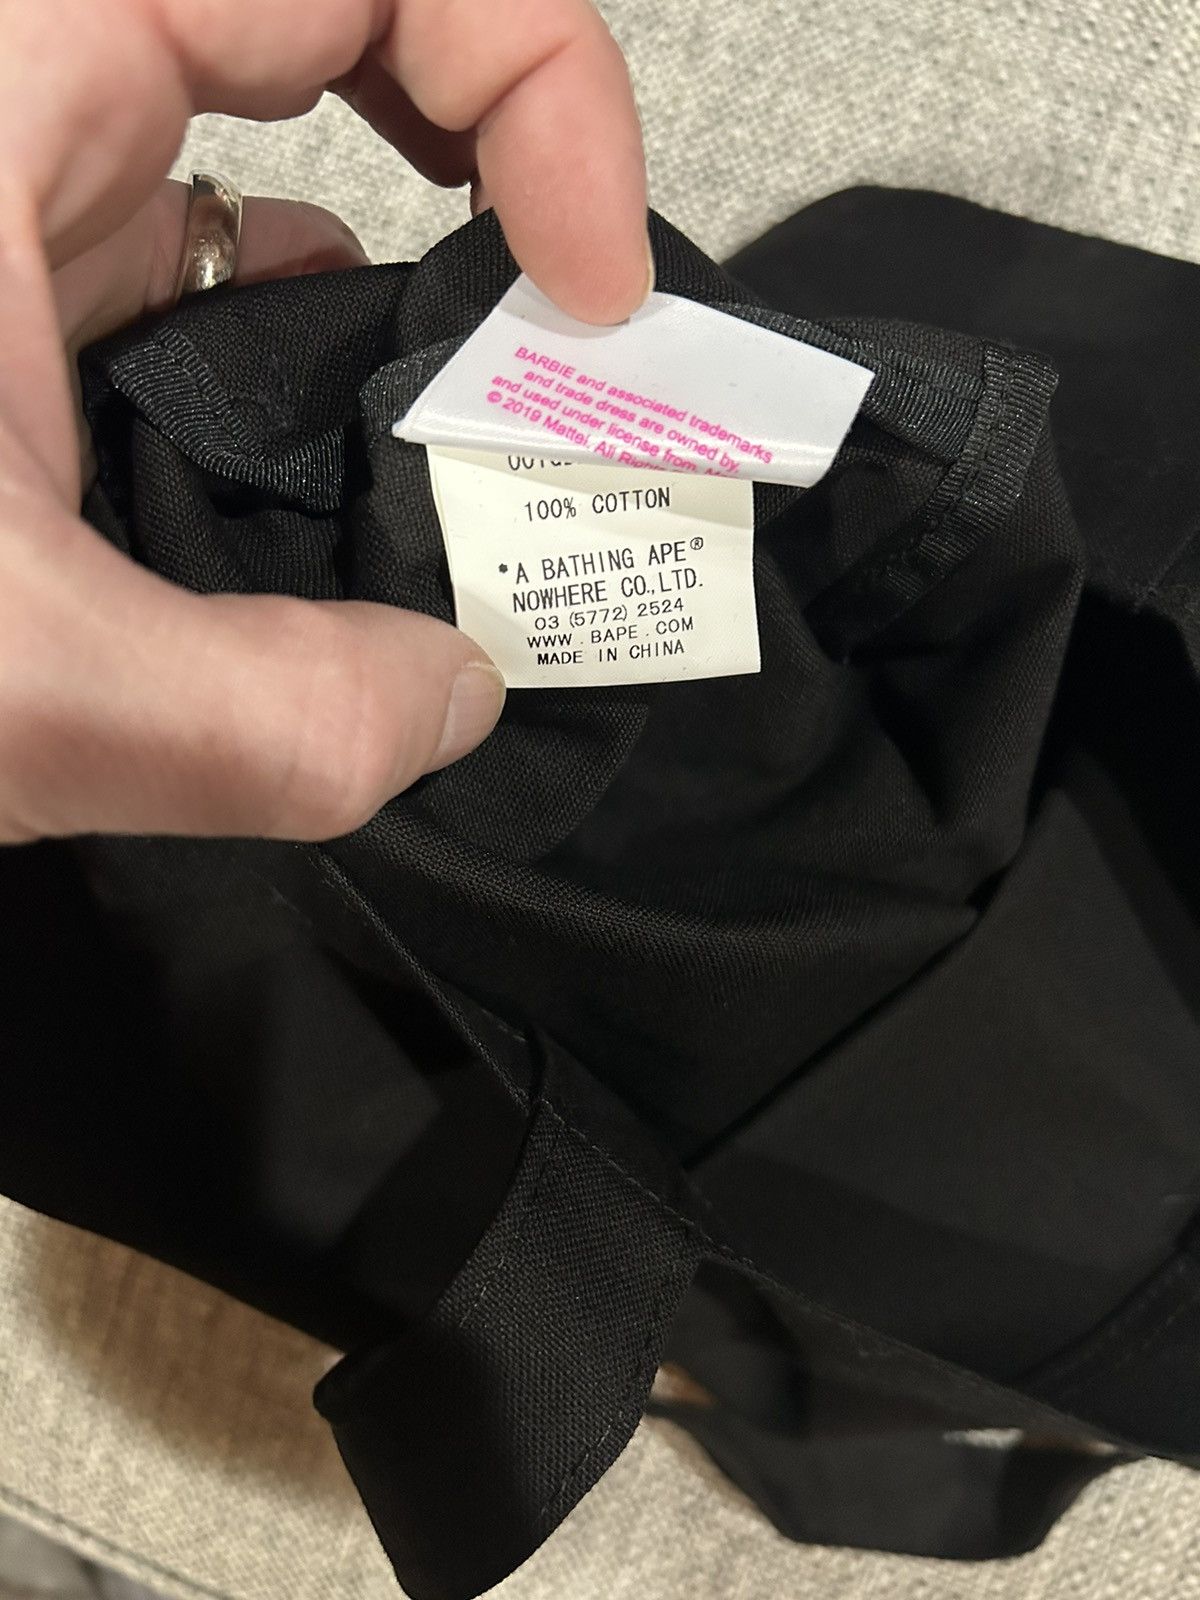 BARBIE and associated trademarks
and trade dress are owned by,
and used under license from,
© 2019 Mattel. All Rights
100% COTTON
*A BATHING APE®
NOWHERE CO.,LTD.
03 (5772) 2524
WWW . BAPE . COM
MADE IN CHINA